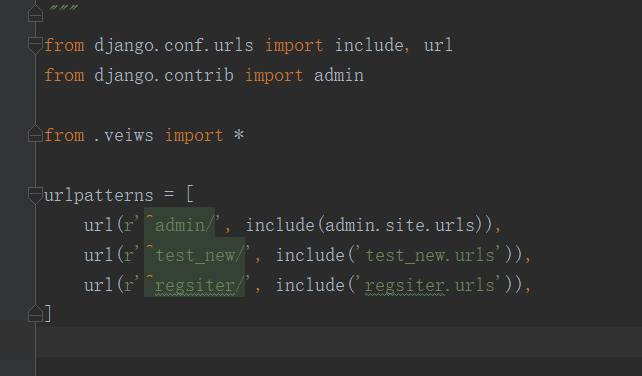 """
from django.conf.urls import include, url
from django.contrib import admin
from .veiws import *
urlpatterns = [
url(r'^admin/', include(admin.site.urls)),
url(r'^test_new/', include('test_new.urls')),
url(r'^regsiter/', include('regsiter.urls')),
]